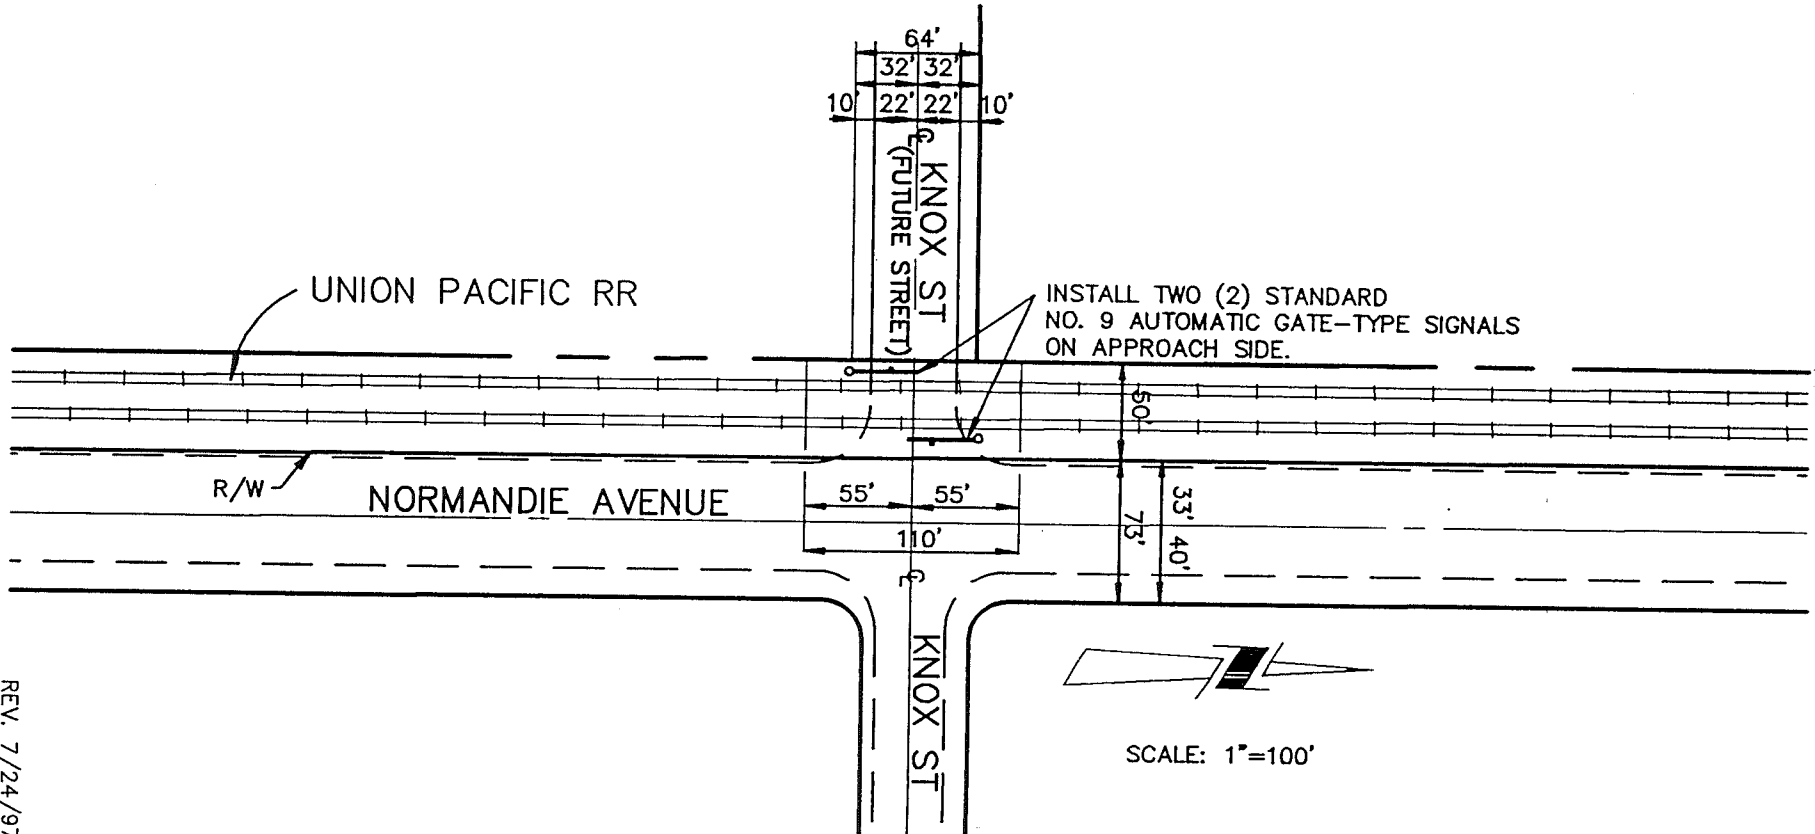 64'
32' 32'
10' 22' 22' 10'
℄ KNOX ST
(FUTURE STREET)
UNION PACIFIC RR
INSTALL TWO (2) STANDARD
NO. 9 AUTOMATIC GATE-TYPE SIGNALS
ON APPROACH SIDE.
50'
R/W
NORMANDIE AVENUE
55' 55'
110'
73'
33' 40'
℄
KNOX ST
SCALE: 1"=100'
REV. 7/24/97